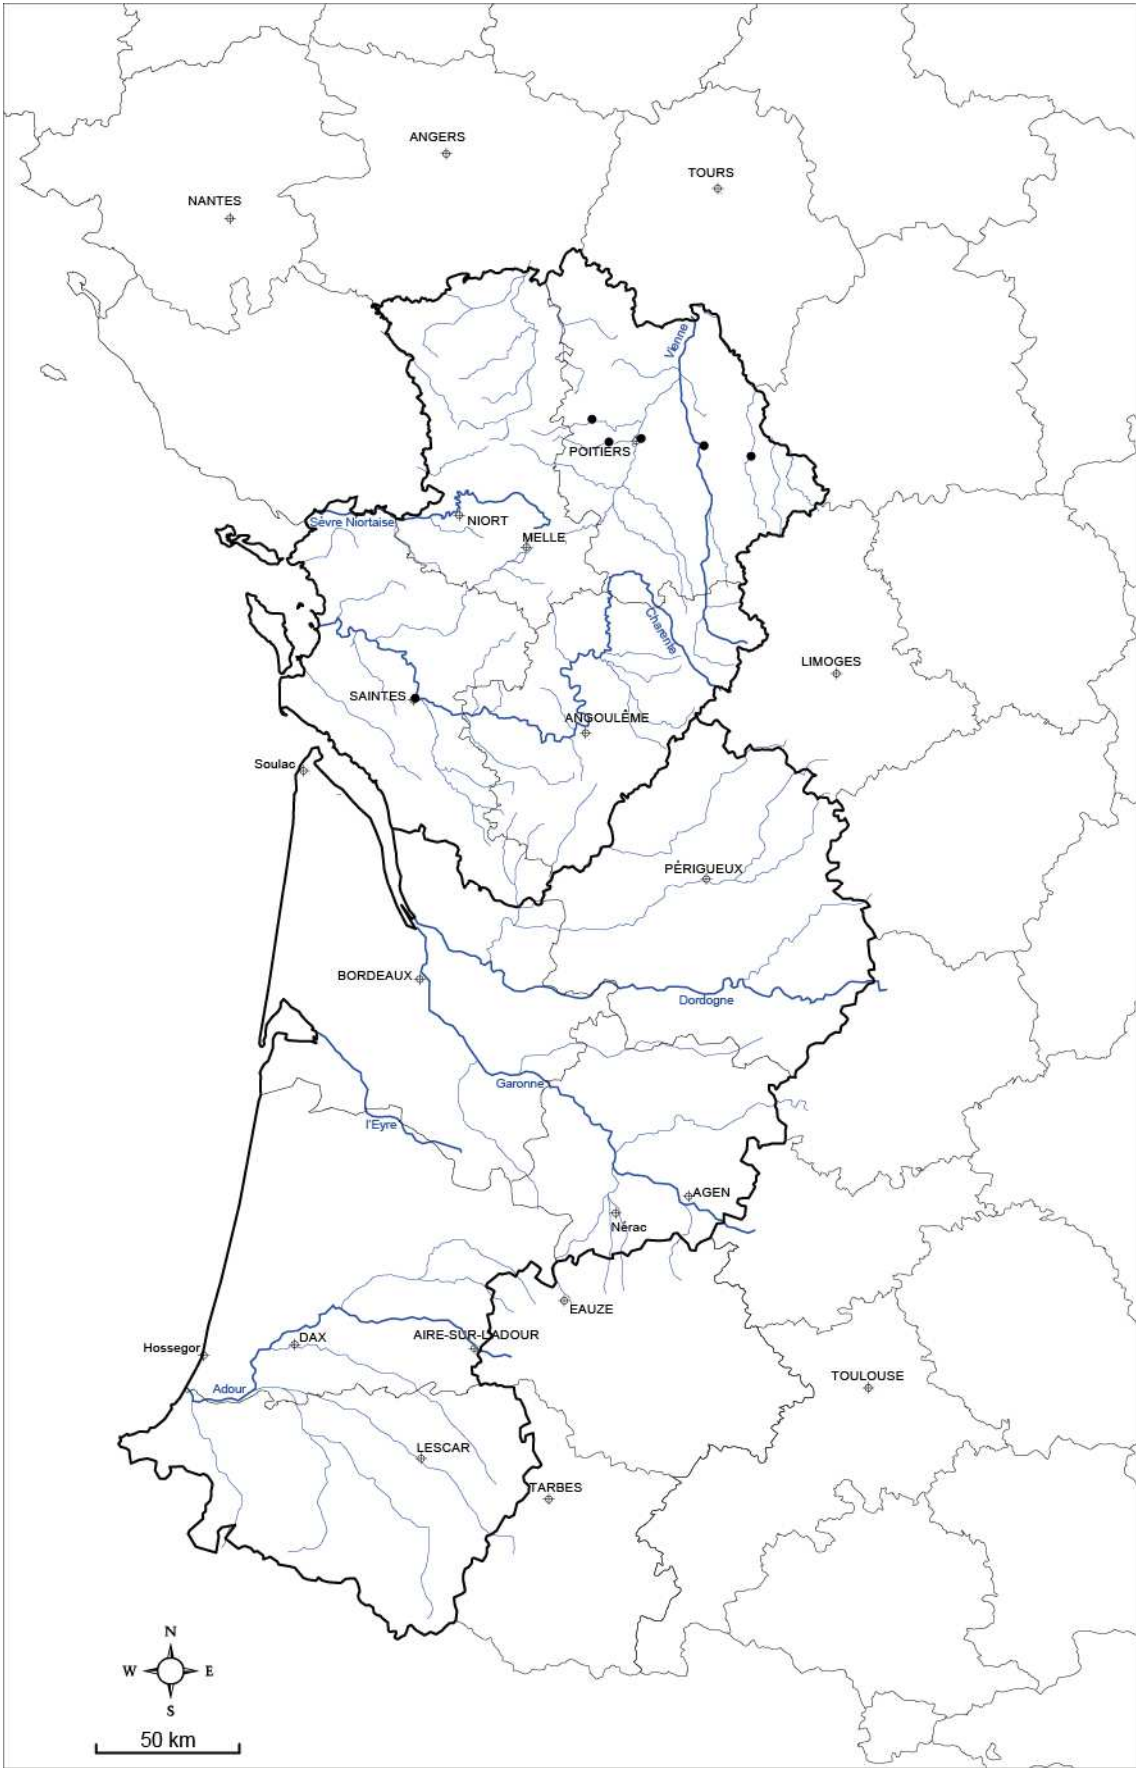 ANGERS
TOURS
NANTES
Vienne
POITIERS
Sèvre Niortaise
NIORT
MELLE
Charente
LIMOGES
SAINTES
ANGOULÊME
Soulac
PÉRIGUEUX
BORDEAUX
Dordogne
Garonne
l'Eyre
AGEN
Nérac
EAUZE
AIRE-SUR-L'ADOUR
DAX
Hossegor
TOULOUSE
Adour
LESCAR
TARBES
N
W E
S
50 km